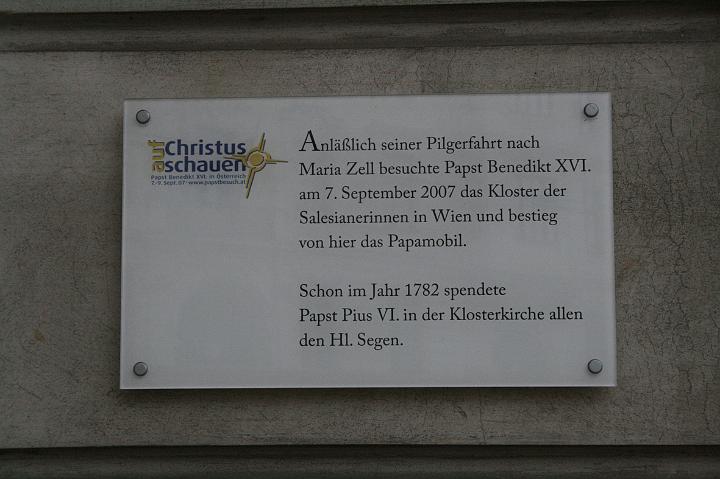 auf Christus
schauen
Papst Benedikt XVI. in Österreich
7.-9. Sept. 07 · www.papstbesuch.at
Anläßlich seiner Pilgerfahrt nach
Maria Zell besuchte Papst Benedikt XVI.
am 7. September 2007 das Kloster der
Salesianerinnen in Wien und bestieg
von hier das Papamobil.
Schon im Jahr 1782 spendete
Papst Pius VI. in der Klosterkirche allen
den Hl. Segen.